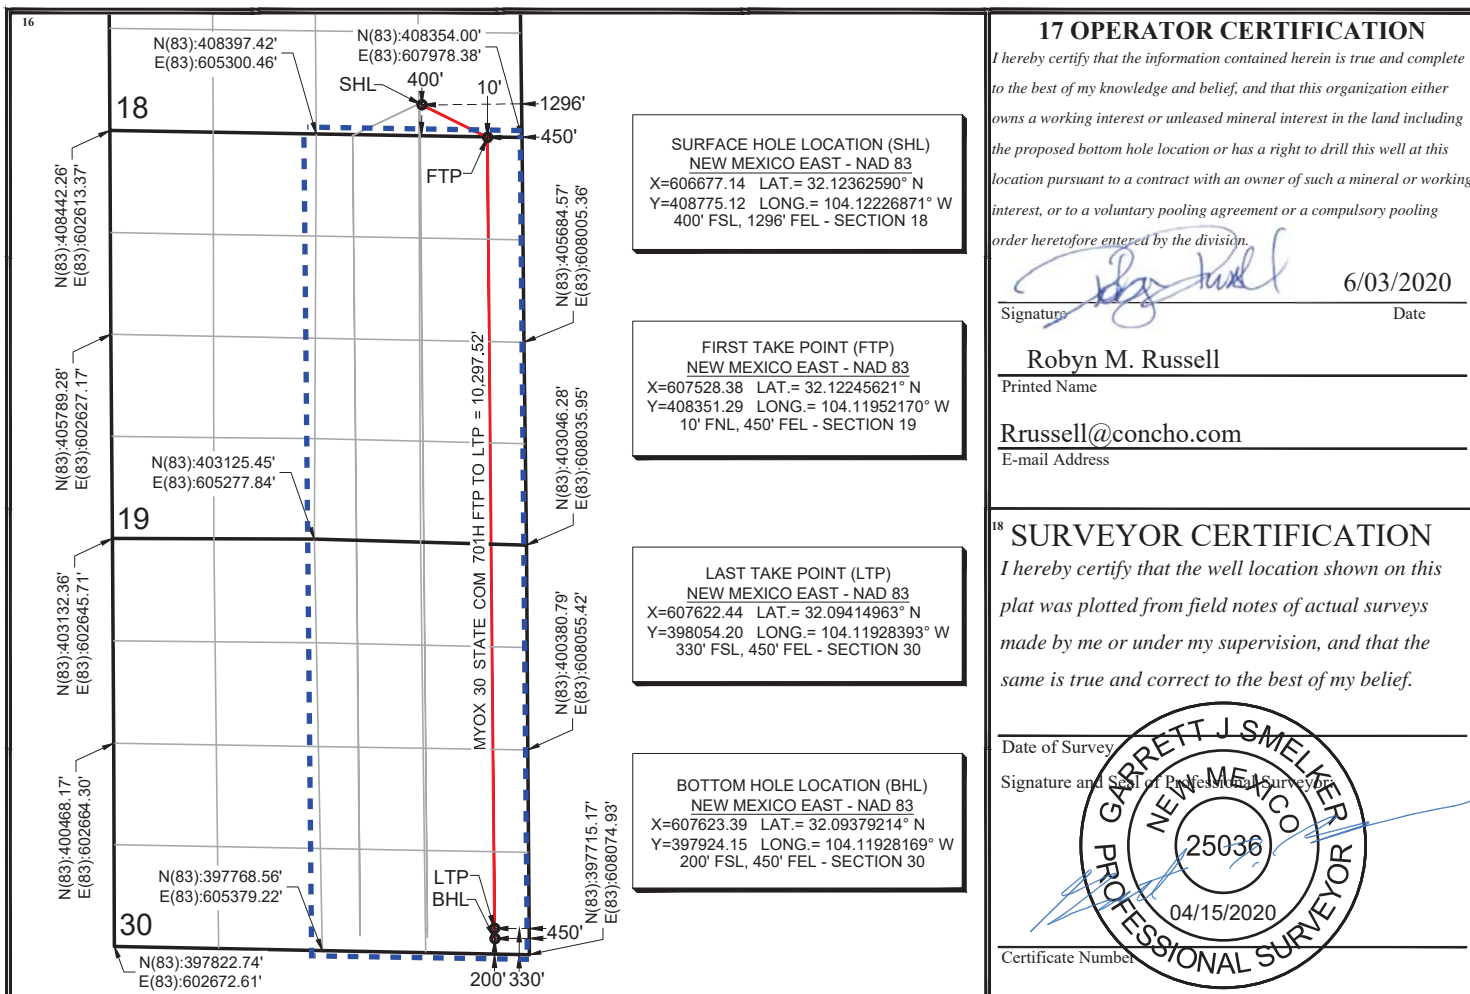 16
N(83):408397.42'
E(83):605300.46'
N(83):408354.00'
E(83):607978.38'
SHL
400'
10'
1296'
18
450'
FTP
N(83):408442.26'
E(83):602613.37'
N(83):405684.57'
E(83):608005.36'
N(83):405789.28'
E(83):602627.17'
MYOX 30 STATE COM 701H FTP TO LTP = 10,297.52'
N(83):403125.45'
E(83):605277.84'
N(83):403046.28'
E(83):608035.95'
19
N(83):403132.36'
E(83):602645.71'
N(83):400380.79'
E(83):608055.42'
N(83):400468.17'
E(83):602664.30'
N(83):397715.17'
E(83):608074.93'
N(83):397768.56'
E(83):605379.22'
LTP
BHL
30
450'
N(83):397822.74'
E(83):602672.61'
200' 330'
SURFACE HOLE LOCATION (SHL)
NEW MEXICO EAST - NAD 83
X=606677.14 LAT.= 32.12362590° N
Y=408775.12 LONG.= 104.12226871° W
400' FSL, 1296' FEL - SECTION 18
FIRST TAKE POINT (FTP)
NEW MEXICO EAST - NAD 83
X=607528.38 LAT.= 32.12245621° N
Y=408351.29 LONG.= 104.11952170° W
10' FNL, 450' FEL - SECTION 19
LAST TAKE POINT (LTP)
NEW MEXICO EAST - NAD 83
X=607622.44 LAT.= 32.09414963° N
Y=398054.20 LONG.= 104.11928393° W
330' FSL, 450' FEL - SECTION 30
BOTTOM HOLE LOCATION (BHL)
NEW MEXICO EAST - NAD 83
X=607623.39 LAT.= 32.09379214° N
Y=397924.15 LONG.= 104.11928169° W
200' FSL, 450' FEL - SECTION 30
17 OPERATOR CERTIFICATION
I hereby certify that the information contained herein is true and complete
to the best of my knowledge and belief, and that this organization either
owns a working interest or unleased mineral interest in the land including
the proposed bottom hole location or has a right to drill this well at this
location pursuant to a contract with an owner of such a mineral or working
interest, or to a voluntary pooling agreement or a compulsory pooling
order heretofore entered by the division.
6/03/2020
Signature Date
Robyn M. Russell
Printed Name
Rrussell@concho.com
E-mail Address
18 SURVEYOR CERTIFICATION
I hereby certify that the well location shown on this
plat was plotted from field notes of actual surveys
made by me or under my supervision, and that the
same is true and correct to the best of my belief.
Date of Survey
Signature and Seal of Professional Surveyor:
GARRETT J SMELKER
NEW MEXICO
25036
04/15/2020
PROFESSIONAL SURVEYOR
Certificate Number